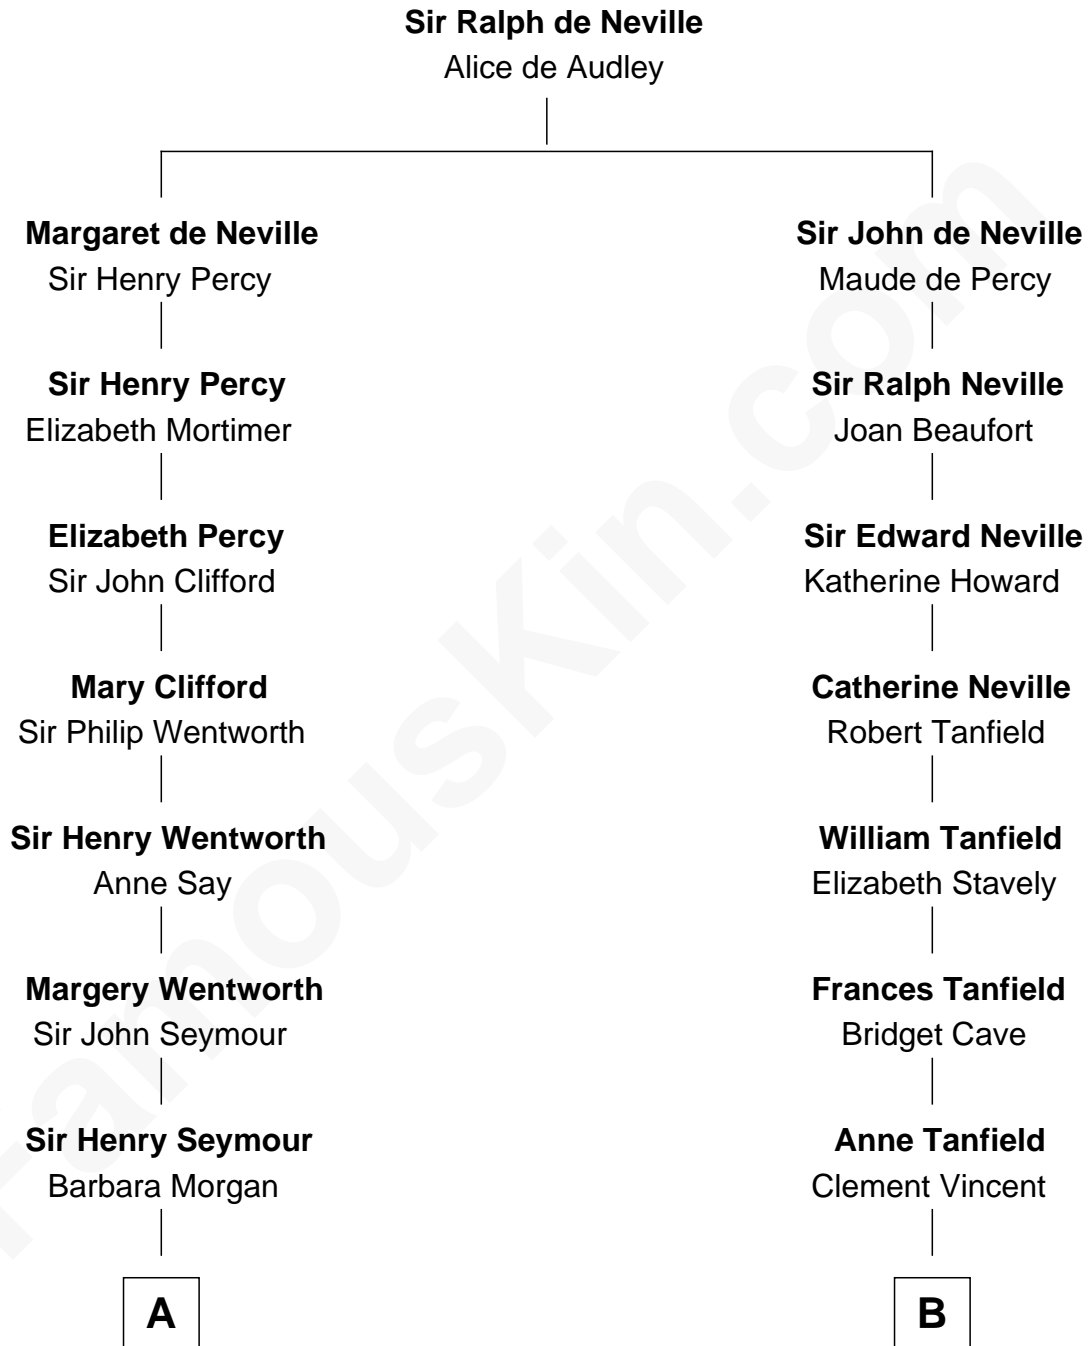 Sir Ralph de Neville
Alice de Audley
Margaret de Neville
Sir Henry Percy
Sir Henry Percy
Elizabeth Mortimer
Elizabeth Percy
Sir John Clifford
Mary Clifford
Sir Philip Wentworth
Sir Henry Wentworth
Anne Say
Margery Wentworth
Sir John Seymour
Sir Henry Seymour
Barbara Morgan
A
Sir John de Neville
Maude de Percy
Sir Ralph Neville
Joan Beaufort
Sir Edward Neville
Katherine Howard
Catherine Neville
Robert Tanfield
William Tanfield
Elizabeth Stavely
Frances Tanfield
Bridget Cave
Anne Tanfield
Clement Vincent
B
FamousKin.com